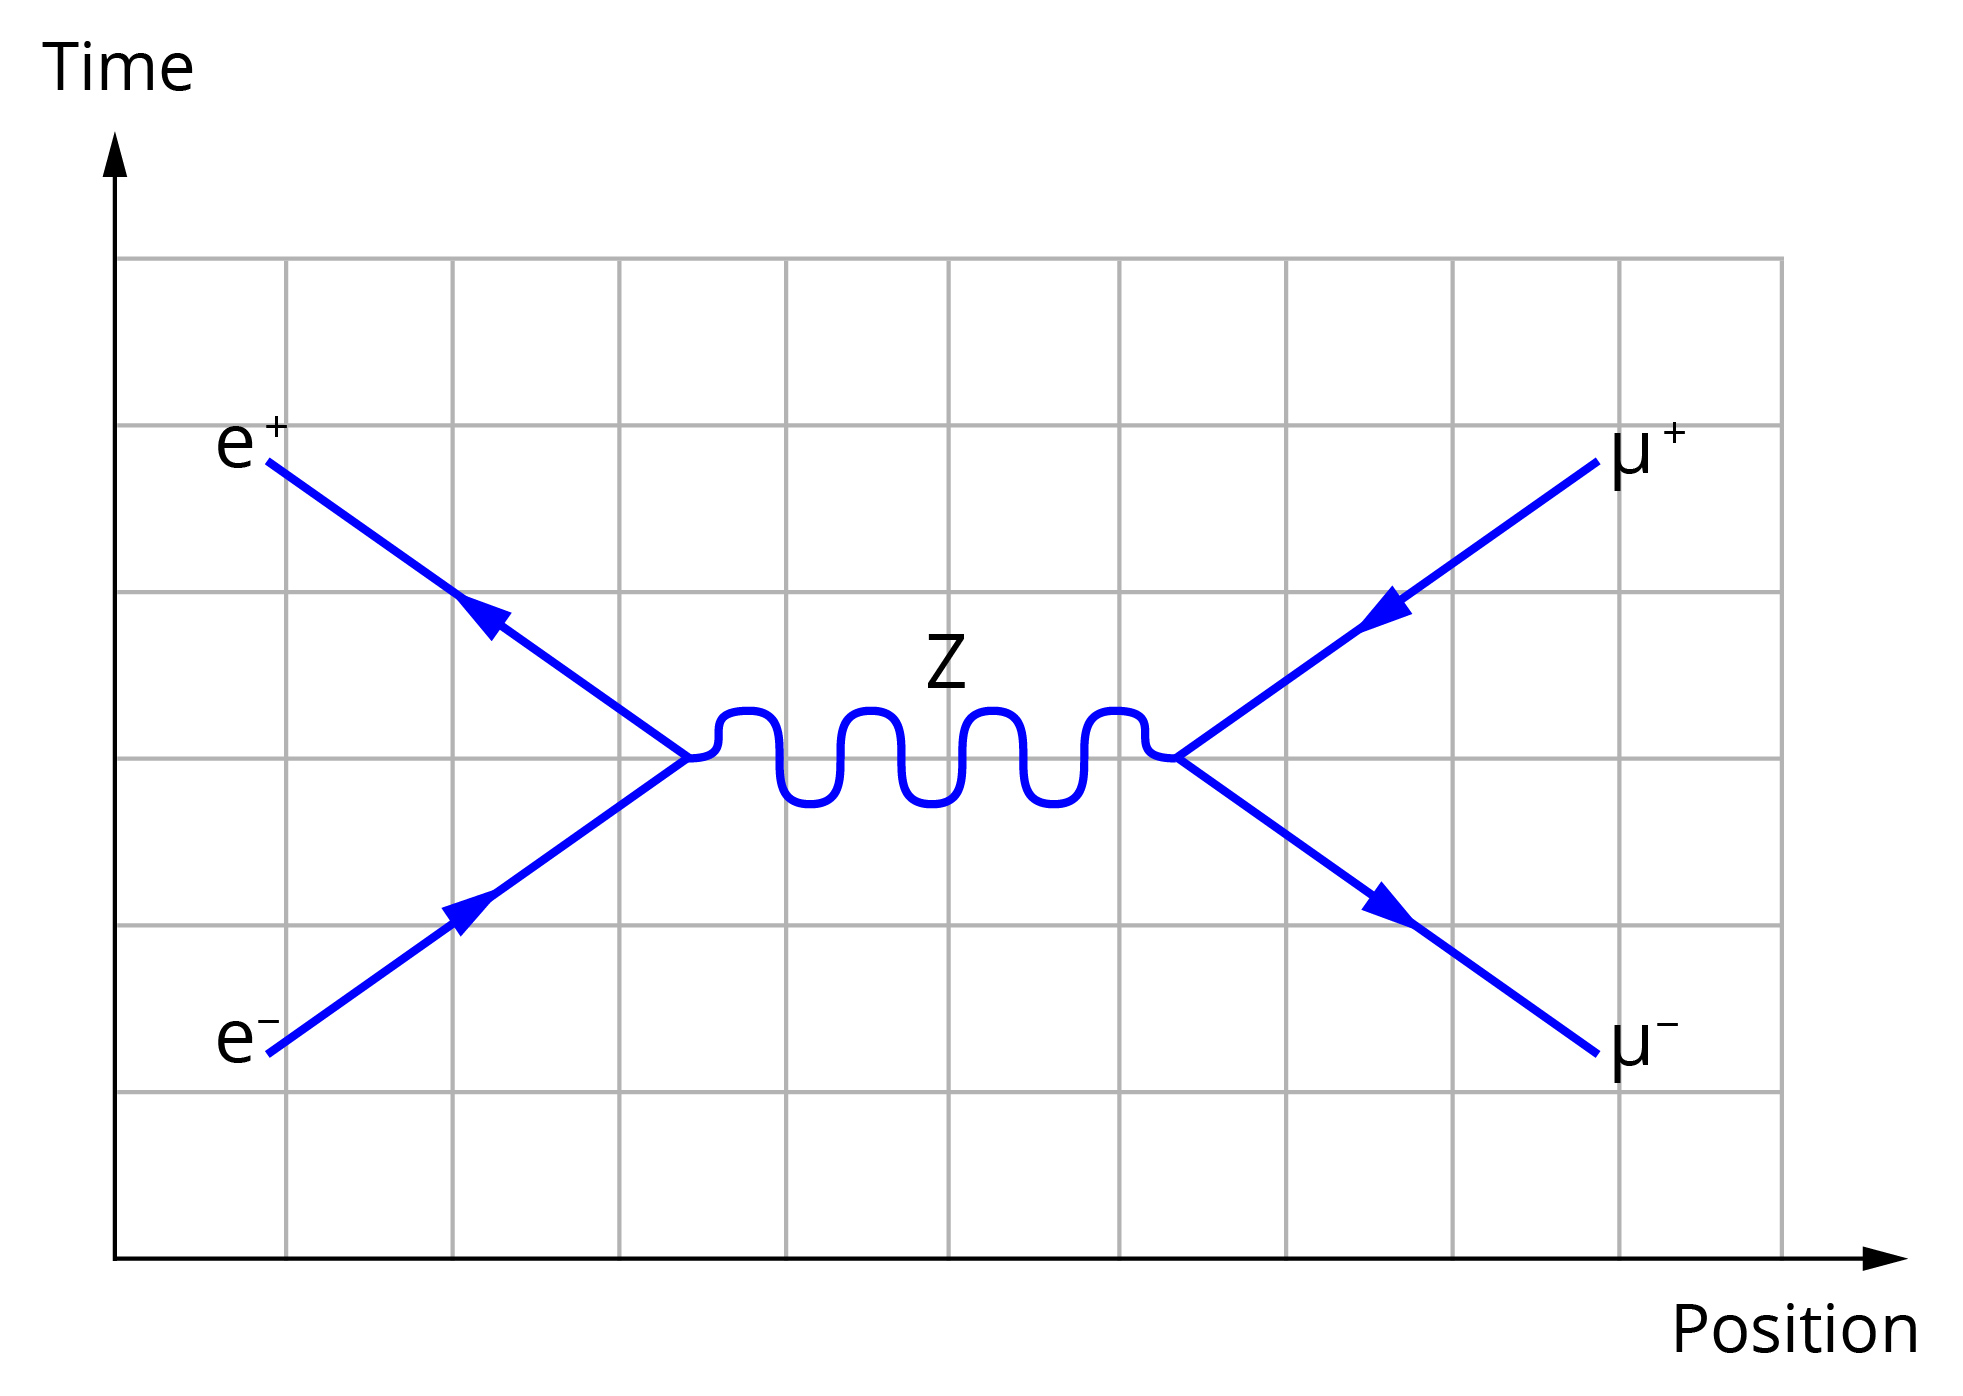 Time
e⁺
μ⁺
Z
e⁻
μ⁻
Position